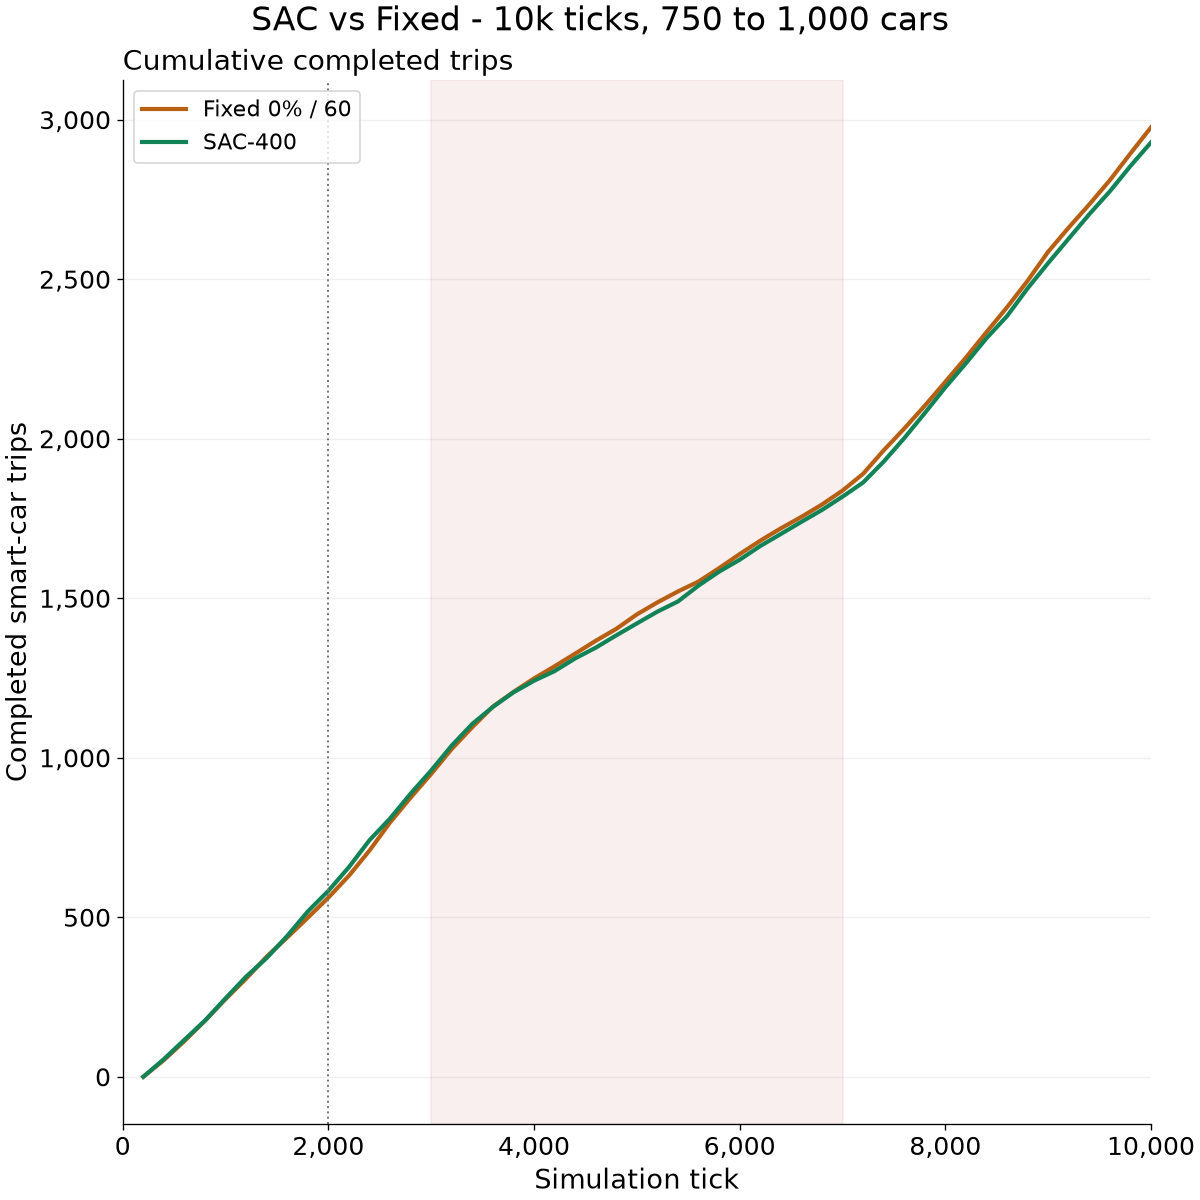 SAC vs Fixed - 10k ticks, 750 to 1,000 cars
Cumulative completed trips
Fixed 0% / 60
SAC-400
Completed smart-car trips
3,000
2,500
2,000
1,500
1,000
500
0
0
2,000
4,000
6,000
8,000
10,000
Simulation tick